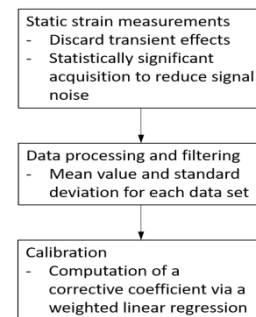 Static strain measurements
- Discard transient effects
- Statistically significant
acquisition to reduce signal
noise
Data processing and filtering
- Mean value and standard
deviation for each data set
Calibration
- Computation of a
corrective coefficient via a
weighted linear regression